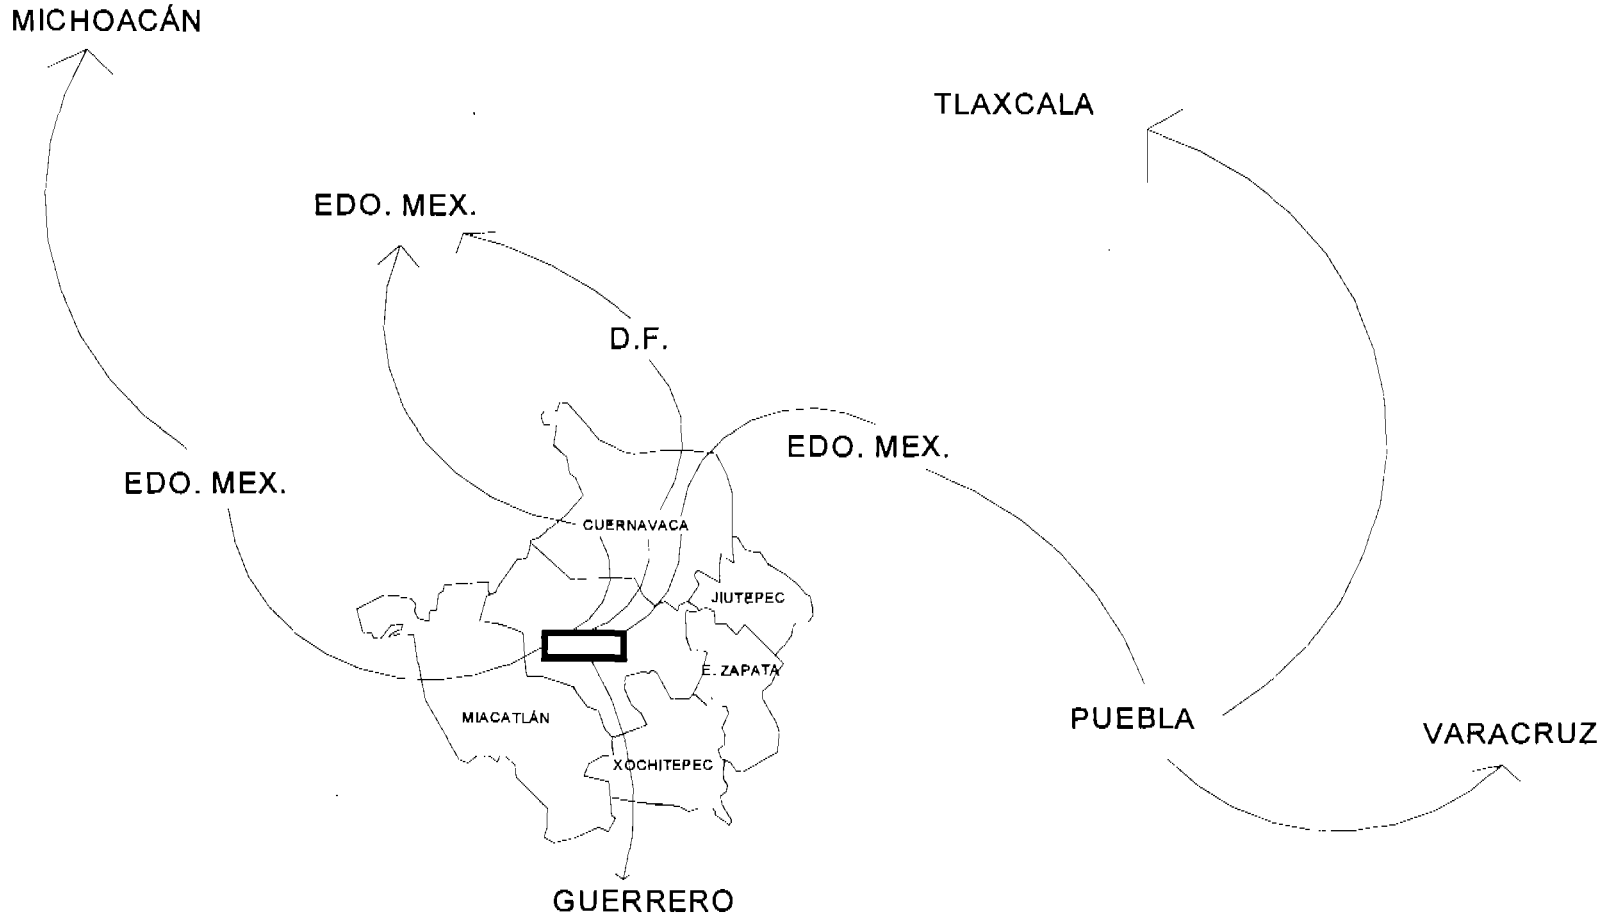 MICHOACÁN
TLAXCALA
EDO. MEX.
D.F.
EDO. MEX.
EDO. MEX.
CUERNAVACA
JIUTEPEC
E. ZAPATA
MIACATLÁN
PUEBLA
VARACRUZ
XOCHITEPEC
GUERRERO